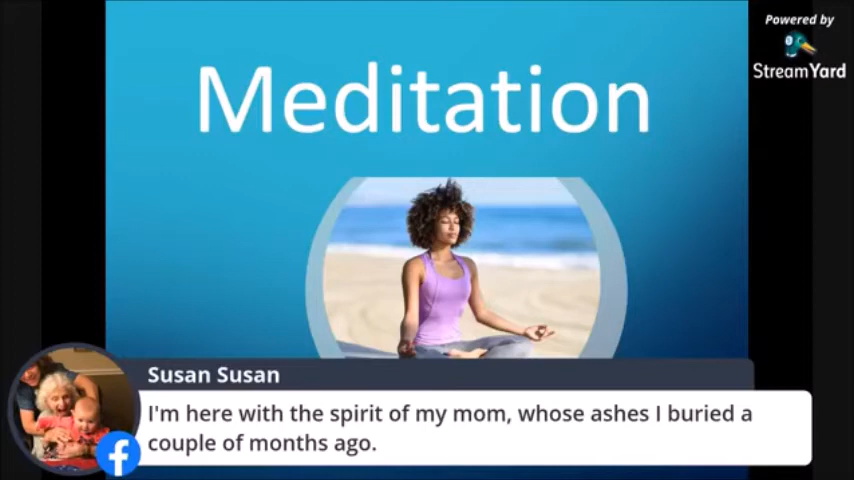 Powered by
StreamYard
Meditation
Susan Susan
I'm here with the spirit of my mom, whose ashes I buried a
couple of months ago.